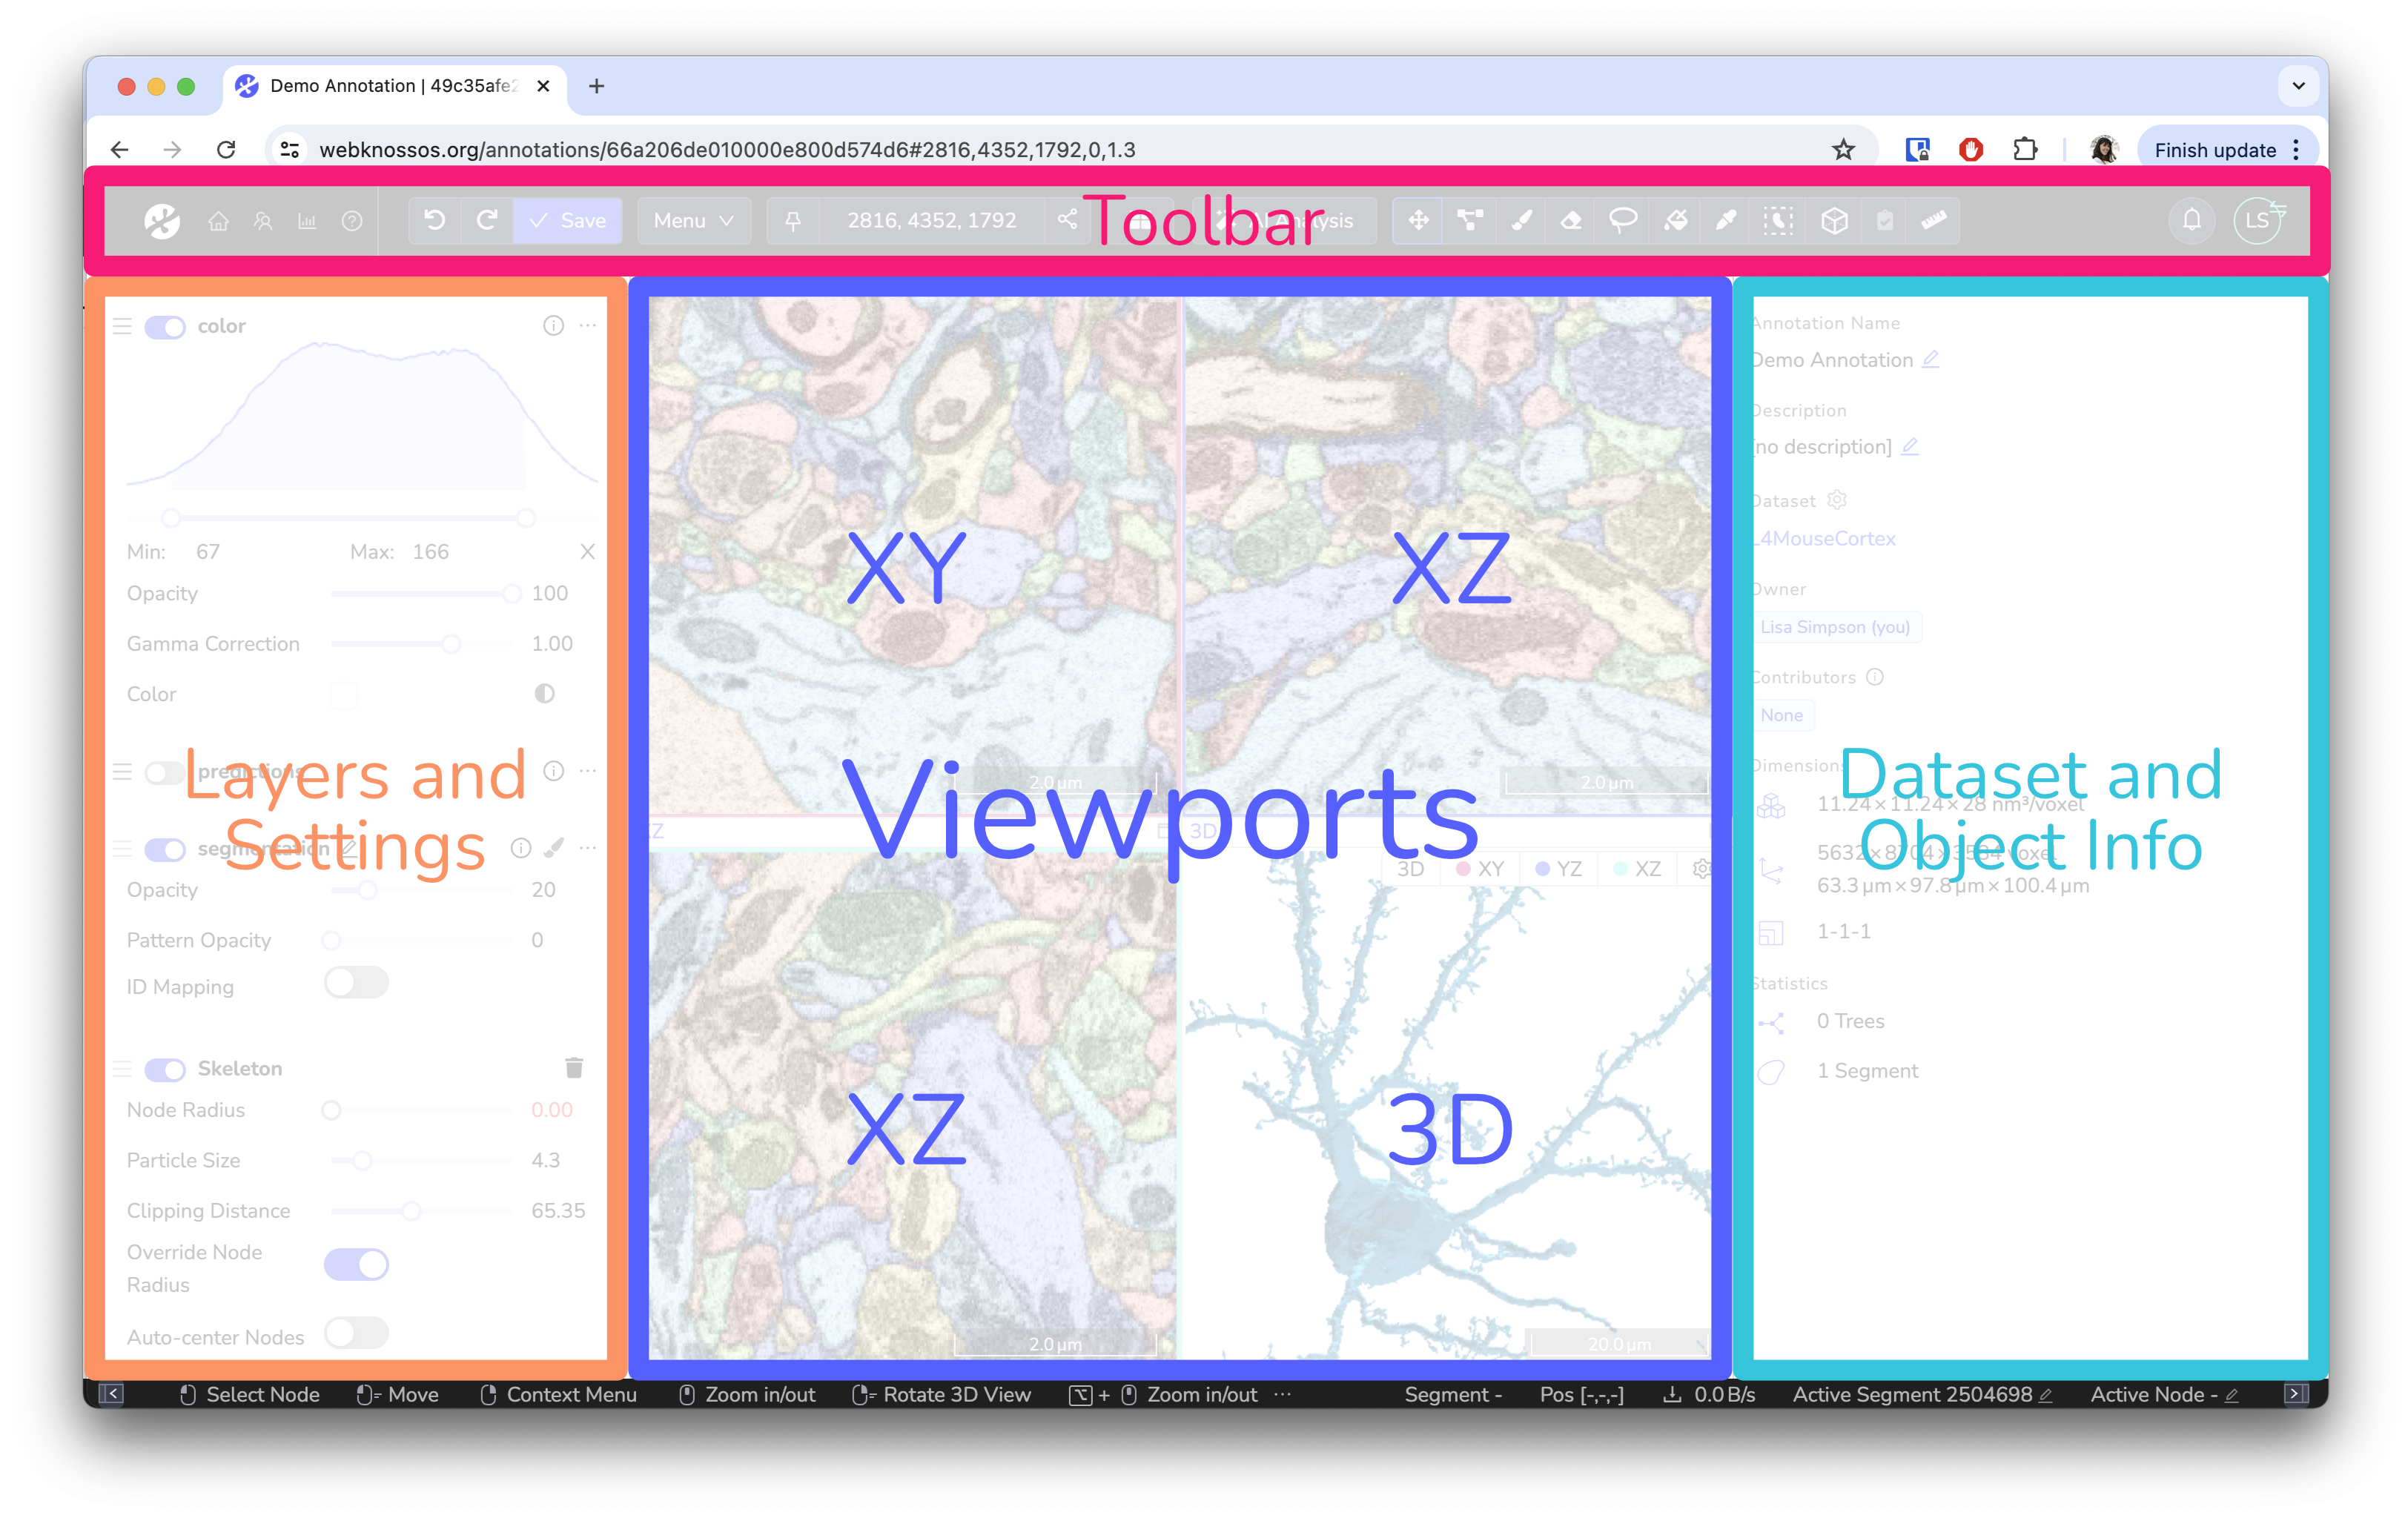 Demo Annotation | 49c35afe2
webknossos.org/annotations/66a206de010000e800d574d6#2816,4352,1792,0,1.3
Finish update
Save
Menu
2816, 4352, 1792
Toolbar
Analysis
LS
color
Min: 67 Max: 166 X
Opacity 100
Gamma Correction 1.00
Color
predictions
Layers and
Settings
segmentation
Opacity 20
Pattern Opacity 0
ID Mapping
Skeleton
Node Radius 0.00
Particle Size 4.3
Clipping Distance 65.35
Override Node
Radius
Auto-center Nodes
XY
XZ
2.0 µm
2.0 µm
Viewports
3D
3D XY YZ XZ
XZ
3D
2.0 µm
20.0 µm
Annotation Name
Demo Annotation
Description
[no description]
Dataset
L4MouseCortex
Owner
Lisa Simpson (you)
Contributors
None
Dimensions
Dataset and
Object Info
11.24 × 11.24 × 28 nm³/voxel
63.3 µm × 97.8 µm × 100.4 µm
1-1-1
Statistics
0 Trees
1 Segment
Select Node Move Context Menu Zoom in/out Rotate 3D View + Zoom in/out ··· Segment - Pos [-,-,-] 0.0 B/s Active Segment 2504698 Active Node -